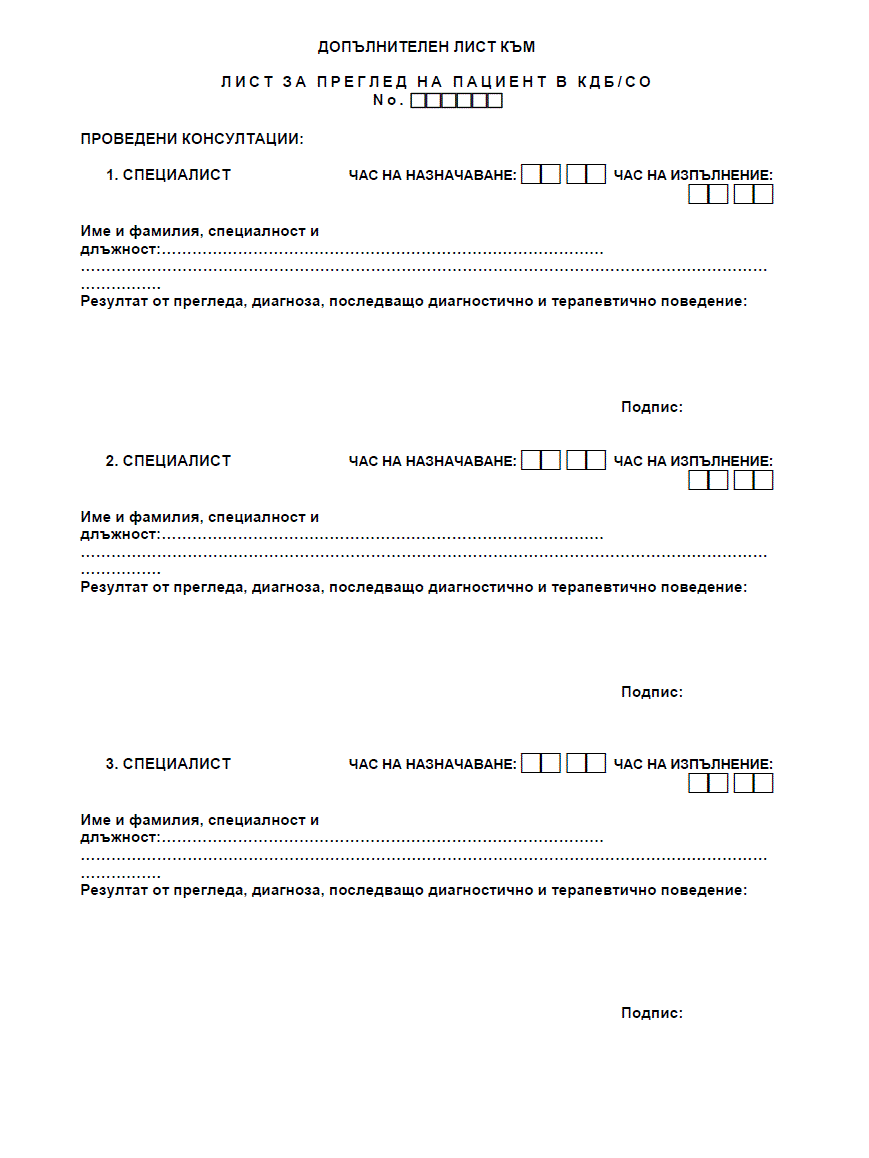 ДОПЪЛНИТЕЛЕН ЛИСТ КЪМ
ЛИСТ ЗА ПРЕГЛЕД НА ПАЦИЕНТ В КДБ/СО
No. □□□□□□
ПРОВЕДЕНИ КОНСУЛТАЦИИ:
1. СПЕЦИАЛИСТ ЧАС НА НАЗНАЧАВАНЕ: □□ □□ ЧАС НА ИЗПЪЛНЕНИЕ:
□□ □□
Име и фамилия, специалност и
длъжност:……………………………………………………………………………
………………………………………………………………………………………………………………………
…………….
Резултат от прегледа, диагноза, последващо диагностично и терапевтично поведение:
Подпис:
2. СПЕЦИАЛИСТ ЧАС НА НАЗНАЧАВАНЕ: □□ □□ ЧАС НА ИЗПЪЛНЕНИЕ:
□□ □□
Име и фамилия, специалност и
длъжност:……………………………………………………………………………
………………………………………………………………………………………………………………………
…………….
Резултат от прегледа, диагноза, последващо диагностично и терапевтично поведение:
Подпис:
3. СПЕЦИАЛИСТ ЧАС НА НАЗНАЧАВАНЕ: □□ □□ ЧАС НА ИЗПЪЛНЕНИЕ:
□□ □□
Име и фамилия, специалност и
длъжност:……………………………………………………………………………
………………………………………………………………………………………………………………………
…………….
Резултат от прегледа, диагноза, последващо диагностично и терапевтично поведение:
Подпис: